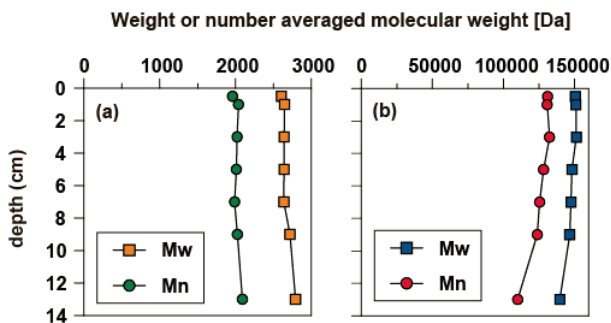 Weight or number averaged molecular weight [Da]
0 1000 2000 3000 0 50000 100000 150000
0
2
4
6
8
10
12
14
depth (cm)
(a)
Mw
Mn
(b)
Mw
Mn